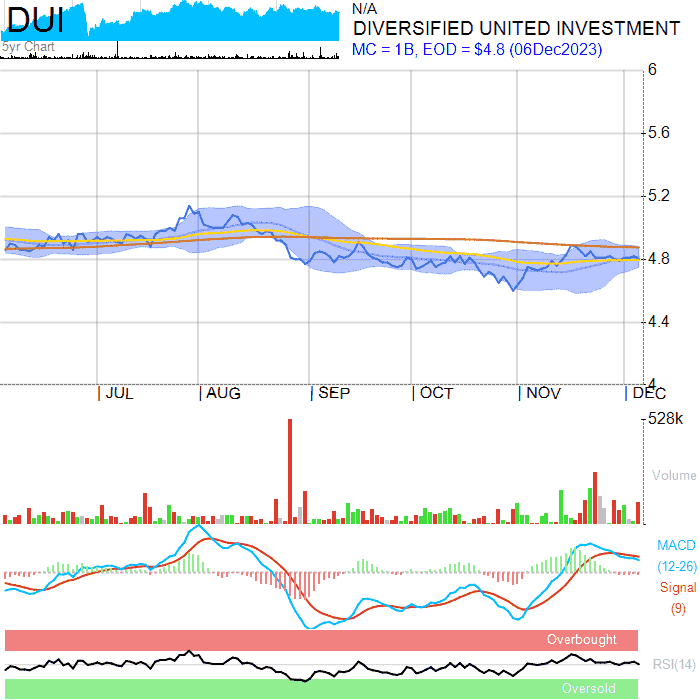 DUI
5yr Chart
N/A
DIVERSIFIED UNITED INVESTMENT
MC = 1B, EOD = $4.8 (06Dec2023)
6
5.6
5.2
4.8
4.4
4
JUL AUG SEP OCT NOV DEC
528k
Volume
MACD
(12-26)
Signal
(9)
Overbought
RSI(14)
Oversold